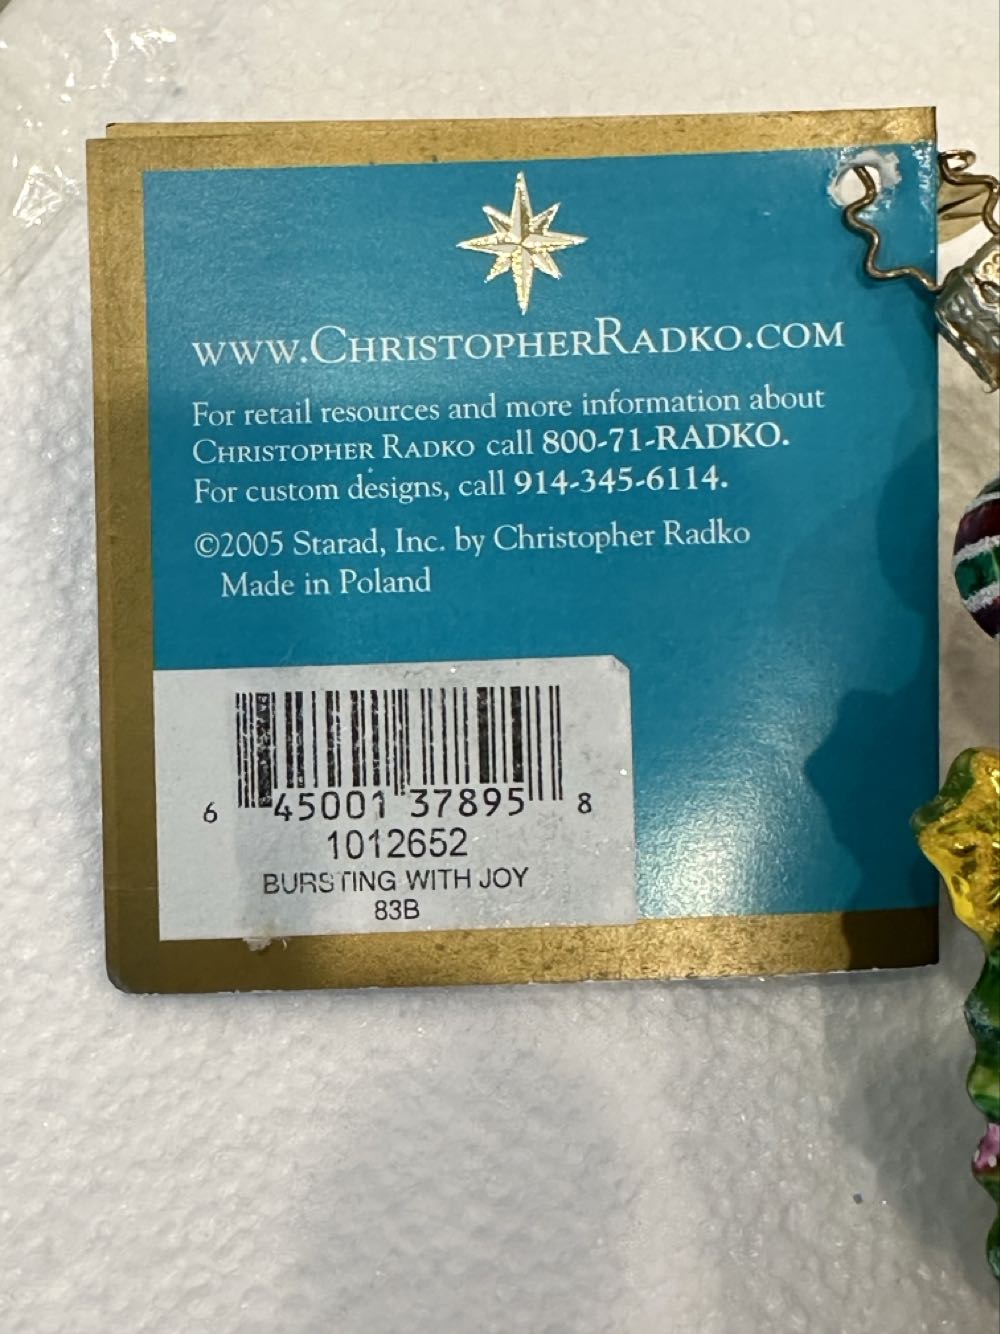 www.ChristopherRadko.com
For retail resources and more information about
Christopher Radko call 800-71-RADKO.
For custom designs, call 914-345-6114.
©2005 Starad, Inc. by Christopher Radko
Made in Poland
6 45001 37895 8
1012652
BURSTING WITH JOY
83B